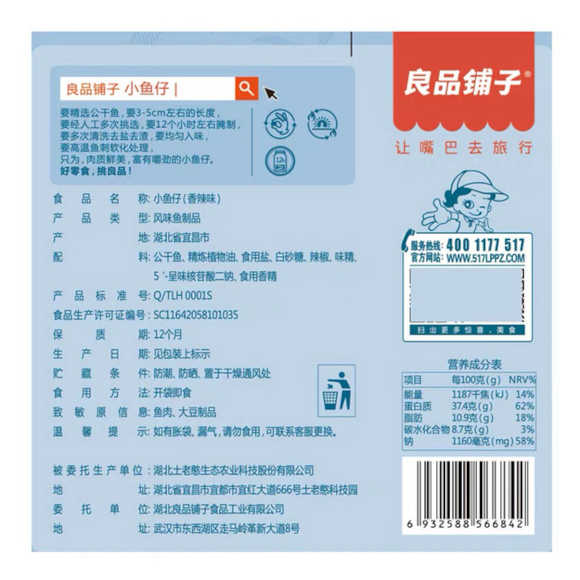 良品铺子 小鱼仔
要精选公干鱼，要3-5cm左右的长度，
要经人工多次挑选，要12个小时左右腌制，
要多次清洗去盐去渣，要均匀入味，
要高温鱼刺软化处理，
只为，肉质鲜美，富有嚼劲的小鱼仔。
好零食，挑良品！
12h
良品铺子®
让嘴巴去旅行
食品名称：小鱼仔(香辣味)
产品类型：风味鱼制品
产地：湖北省宜昌市
配料：公干鱼、精炼植物油、食用盐、白砂糖、辣椒、味精、
5'-呈味核苷酸二钠、食用香精
产品标准号：Q/TLH 0001S
食品生产许可证编号：SC11642058101035
保质期：12个月
生产日期：见包装上标示
贮藏条件：防潮、防晒、置于干燥通风处
食用方法：开袋即食
致敏原信息：鱼肉、大豆制品
温馨提示：如有胀袋、漏气，请勿食用，可联系客服更换。
被委托生产单位：湖北土老憨生态农业科技股份有限公司
地址：湖北省宜昌市宜都市宜红大道666号土老憨科技园
委托单位：湖北良品铺子食品工业有限公司
地址：武汉市东西湖区走马岭革新大道8号
服务热线：400 1177 517
官方网站：WWW.517LPPZ.COM
扫出更多惊喜，美食
营养成分表
项目 每100克(g) NRV%
能量 1187千焦(kJ) 14%
蛋白质 37.4克(g) 62%
脂肪 10.9克(g) 18%
碳水化合物 8.7克(g) 3%
钠 1160毫克(mg) 58%
6 932588 566842